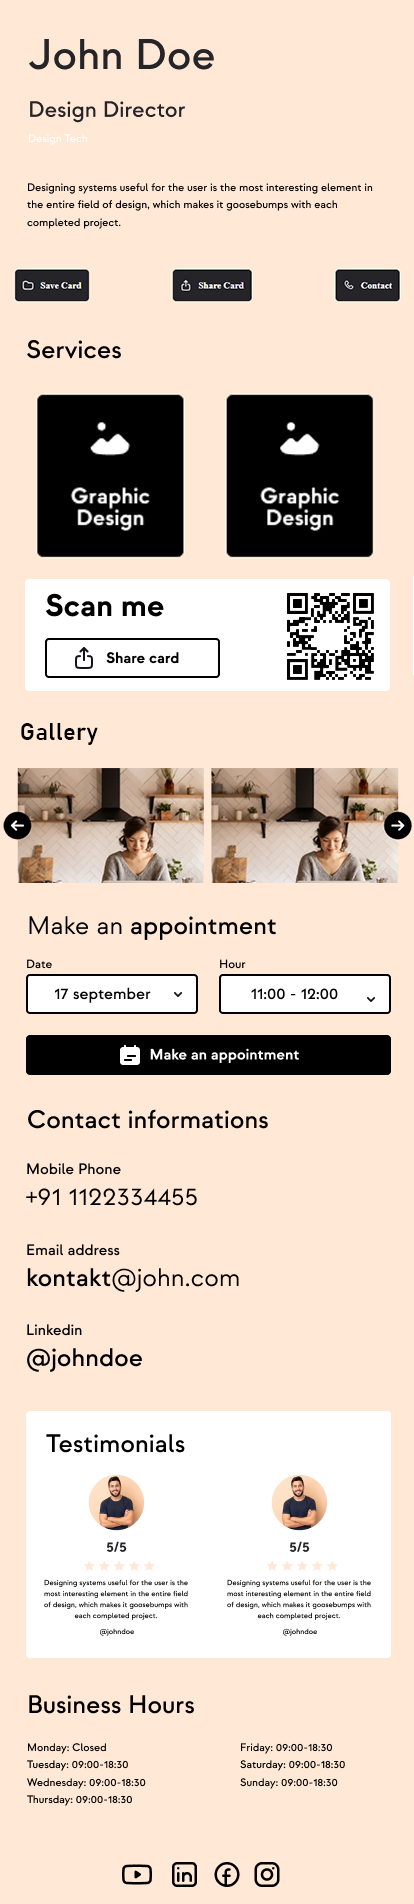 John Doe
Design Director
Design Tech
Designing systems useful for the user is the most interesting element in
the entire field of design, which makes it goosebumps with each
completed project.
Save Card
Share Card
Contact
Services
Graphic
Design
Graphic
Design
Scan me
Share card
Gallery
Make an appointment
Date
Hour
17 september
11:00 - 12:00
Make an appointment
Contact informations
Mobile Phone
+91 1122334455
Email address
kontakt@john.com
Linkedin
@johndoe
Testimonials
5/5
Designing systems useful for the user is the
most interesting element in the entire field
of design, which makes it goosebumps with
each completed project.
@johndoe
5/5
Designing systems useful for the user is the
most interesting element in the entire field
of design, which makes it goosebumps with
each completed project.
@johndoe
Business Hours
Monday: Closed
Tuesday: 09:00-18:30
Wednesday: 09:00-18:30
Thursday: 09:00-18:30
Friday: 09:00-18:30
Saturday: 09:00-18:30
Sunday: 09:00-18:30
in